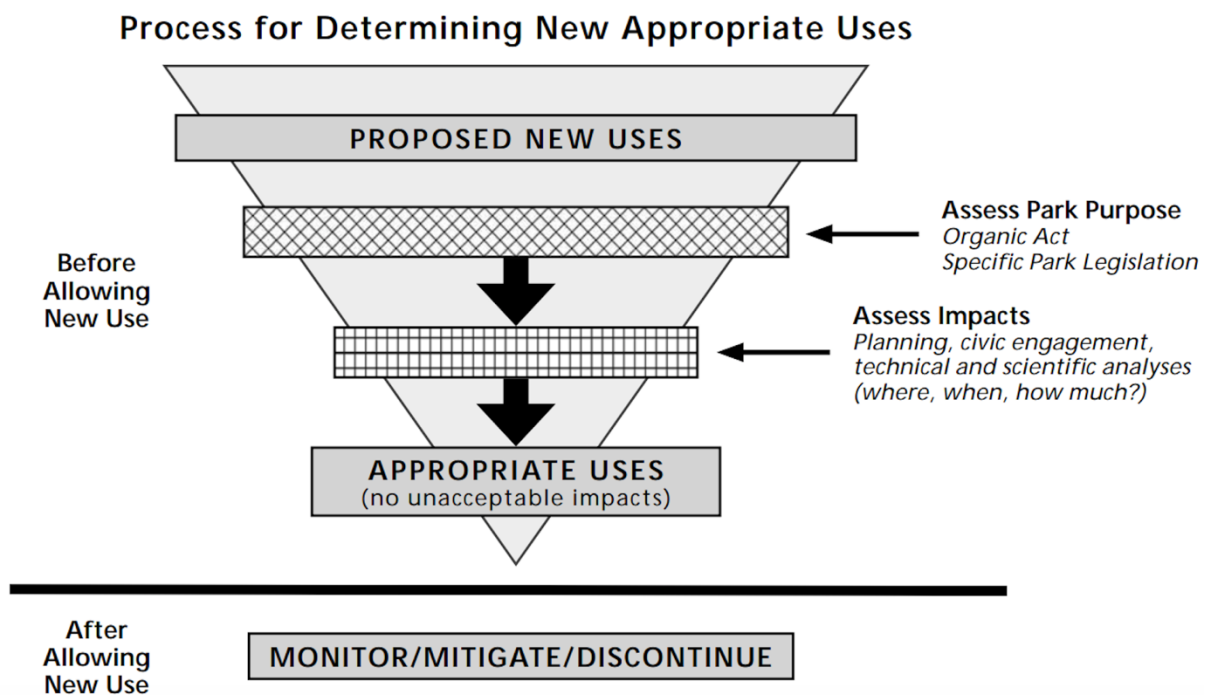 Process for Determining New Appropriate Uses
PROPOSED NEW USES
Assess Park Purpose
Organic Act
Specific Park Legislation
Before
Allowing
New Use
Assess Impacts
Planning, civic engagement,
technical and scientific analyses
(where, when, how much?)
APPROPRIATE USES
(no unacceptable impacts)
After
Allowing
New Use
MONITOR/MITIGATE/DISCONTINUE